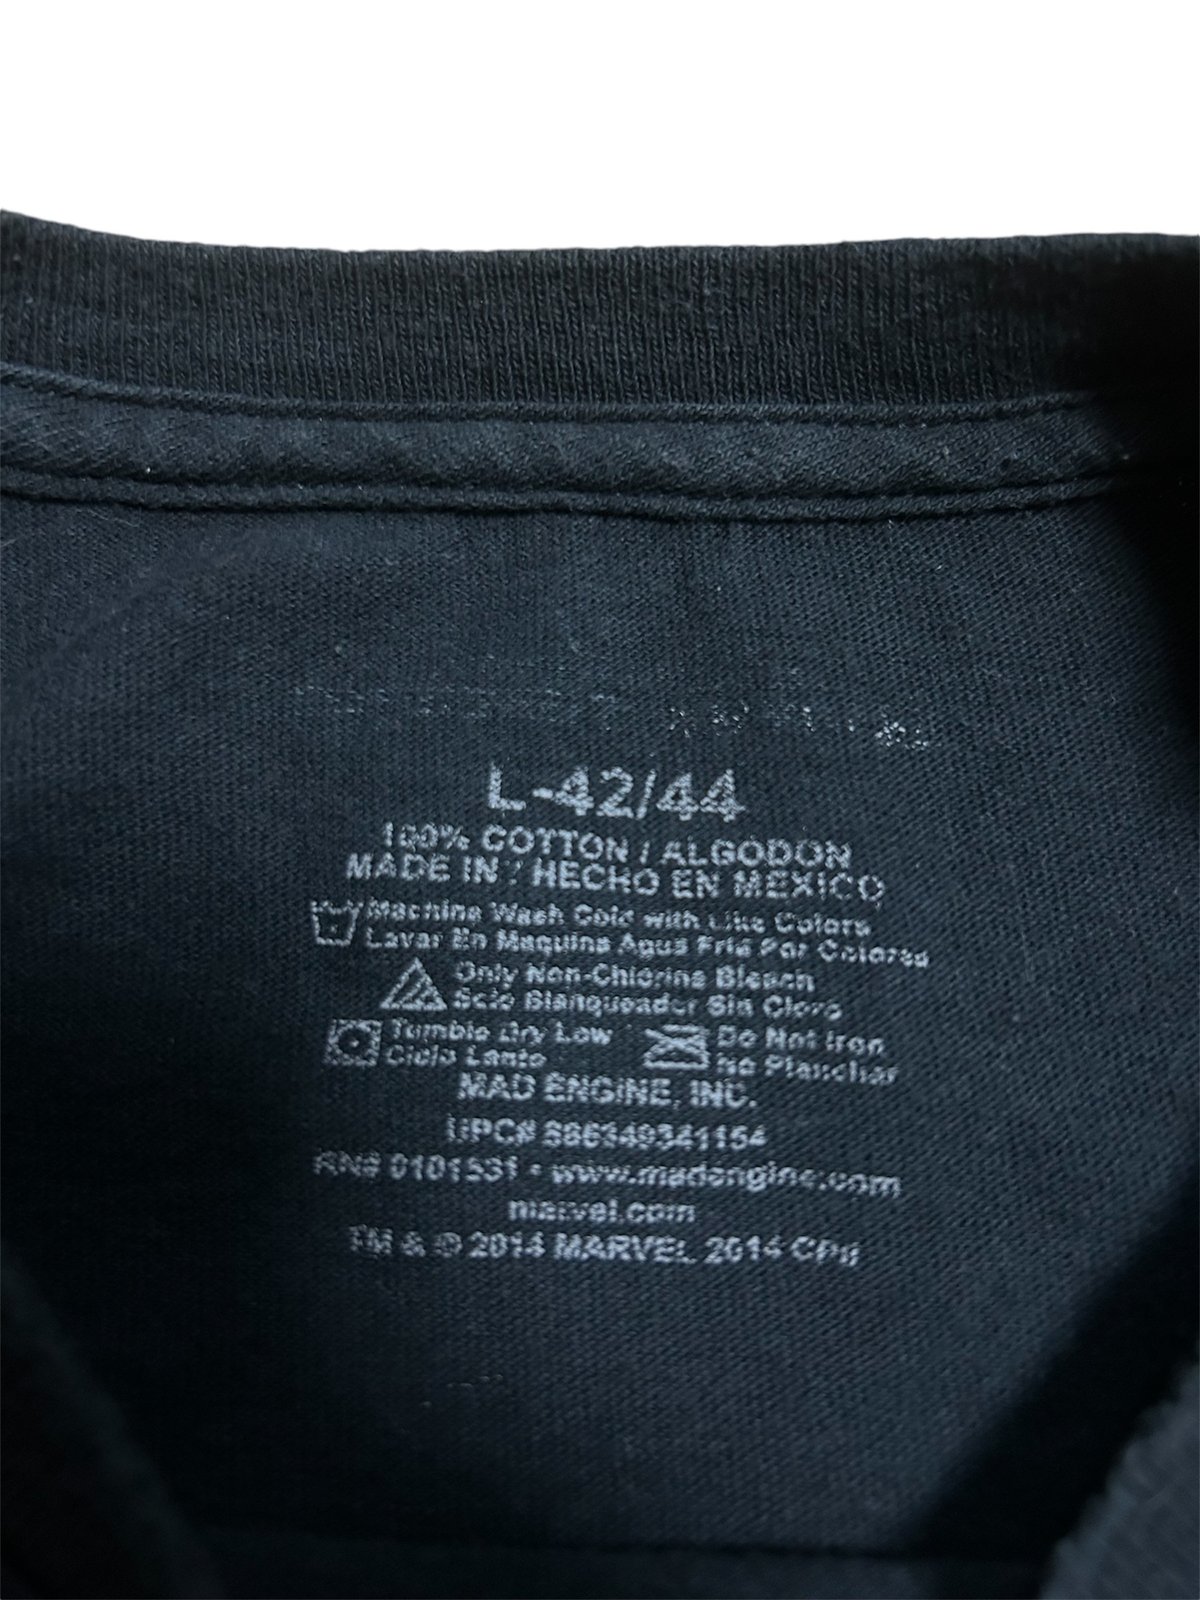 L-42/44
100% COTTON / ALGODON
MADE IN / HECHO EN MEXICO
Machine Wash Cold with Like Colors
Lavar En Maquina Agua Fria Por Colores
Only Non-Chlorine Bleach
Solo Blanqueador Sin Cloro
Tumble Dry Low
Ciclo Lento
Do Not Iron
No Planchar
MAD ENGINE, INC.
UPC#
RN# 0101531 • www.madengine.com
marvel.com
TM & © 2014 MARVEL 2014 CPII